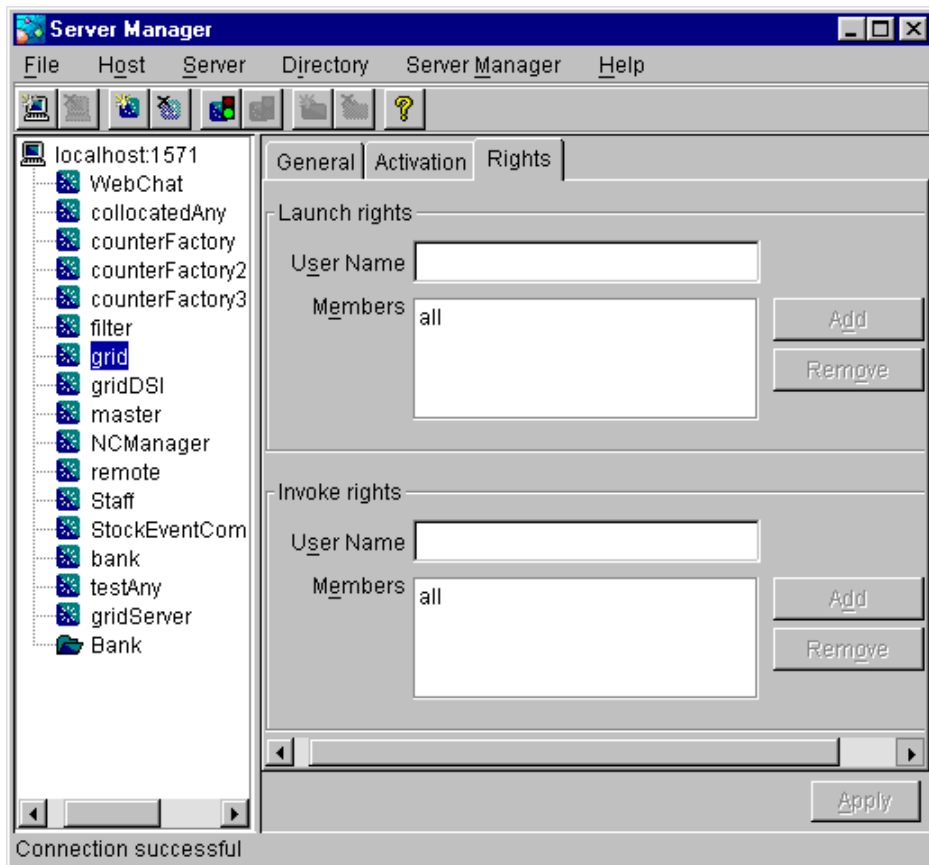 Server Manager
File Host Server Directory Server Manager Help
localhost:1571
WebChat
collocatedAny
counterFactory
counterFactory2
counterFactory3
filter
grid
gridDSI
master
NCManager
remote
Staff
StockEventCom
bank
testAny
gridServer
Bank
General Activation Rights
Launch rights
User Name
Members
all
Add
Remove
Invoke rights
User Name
Members
all
Add
Remove
Apply
Connection successful